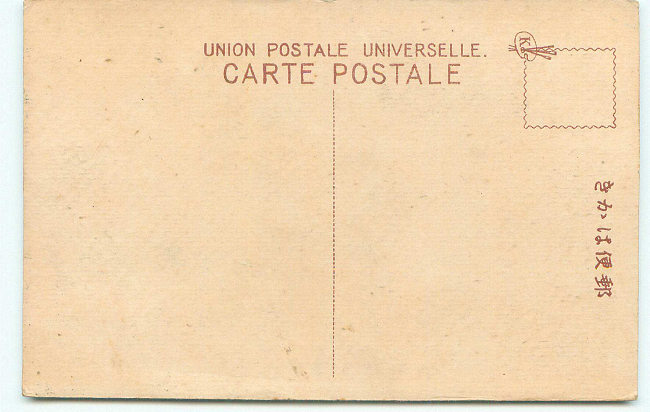 UNION POSTALE UNIVERSELLE.
CARTE POSTALE
郵便はかき